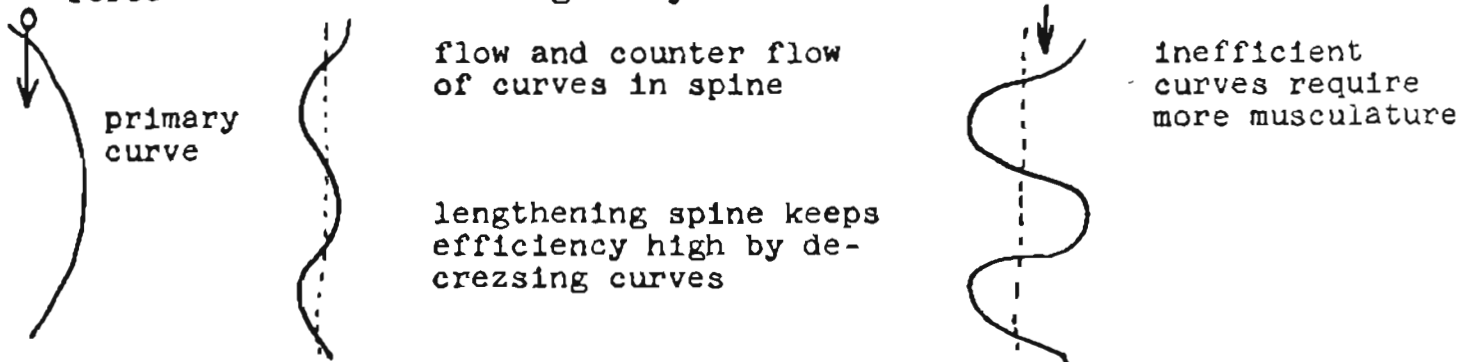 primary
curve
flow and counter flow
of curves in spine
lengthening spine keeps
efficiency high by de-
crezsing curves
inefficient
curves require
more musculature